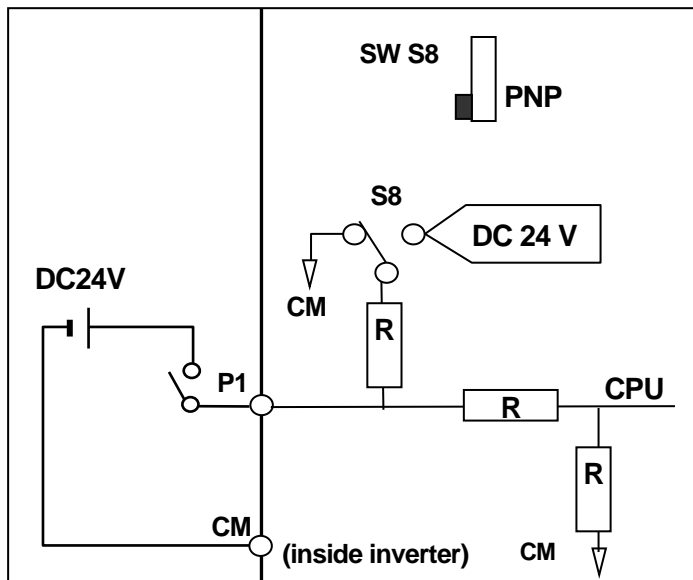 SW S8
PNP
S8
DC 24 V
DC24V
CM
R
P1
R
CPU
R
CM
(inside inverter)
CM